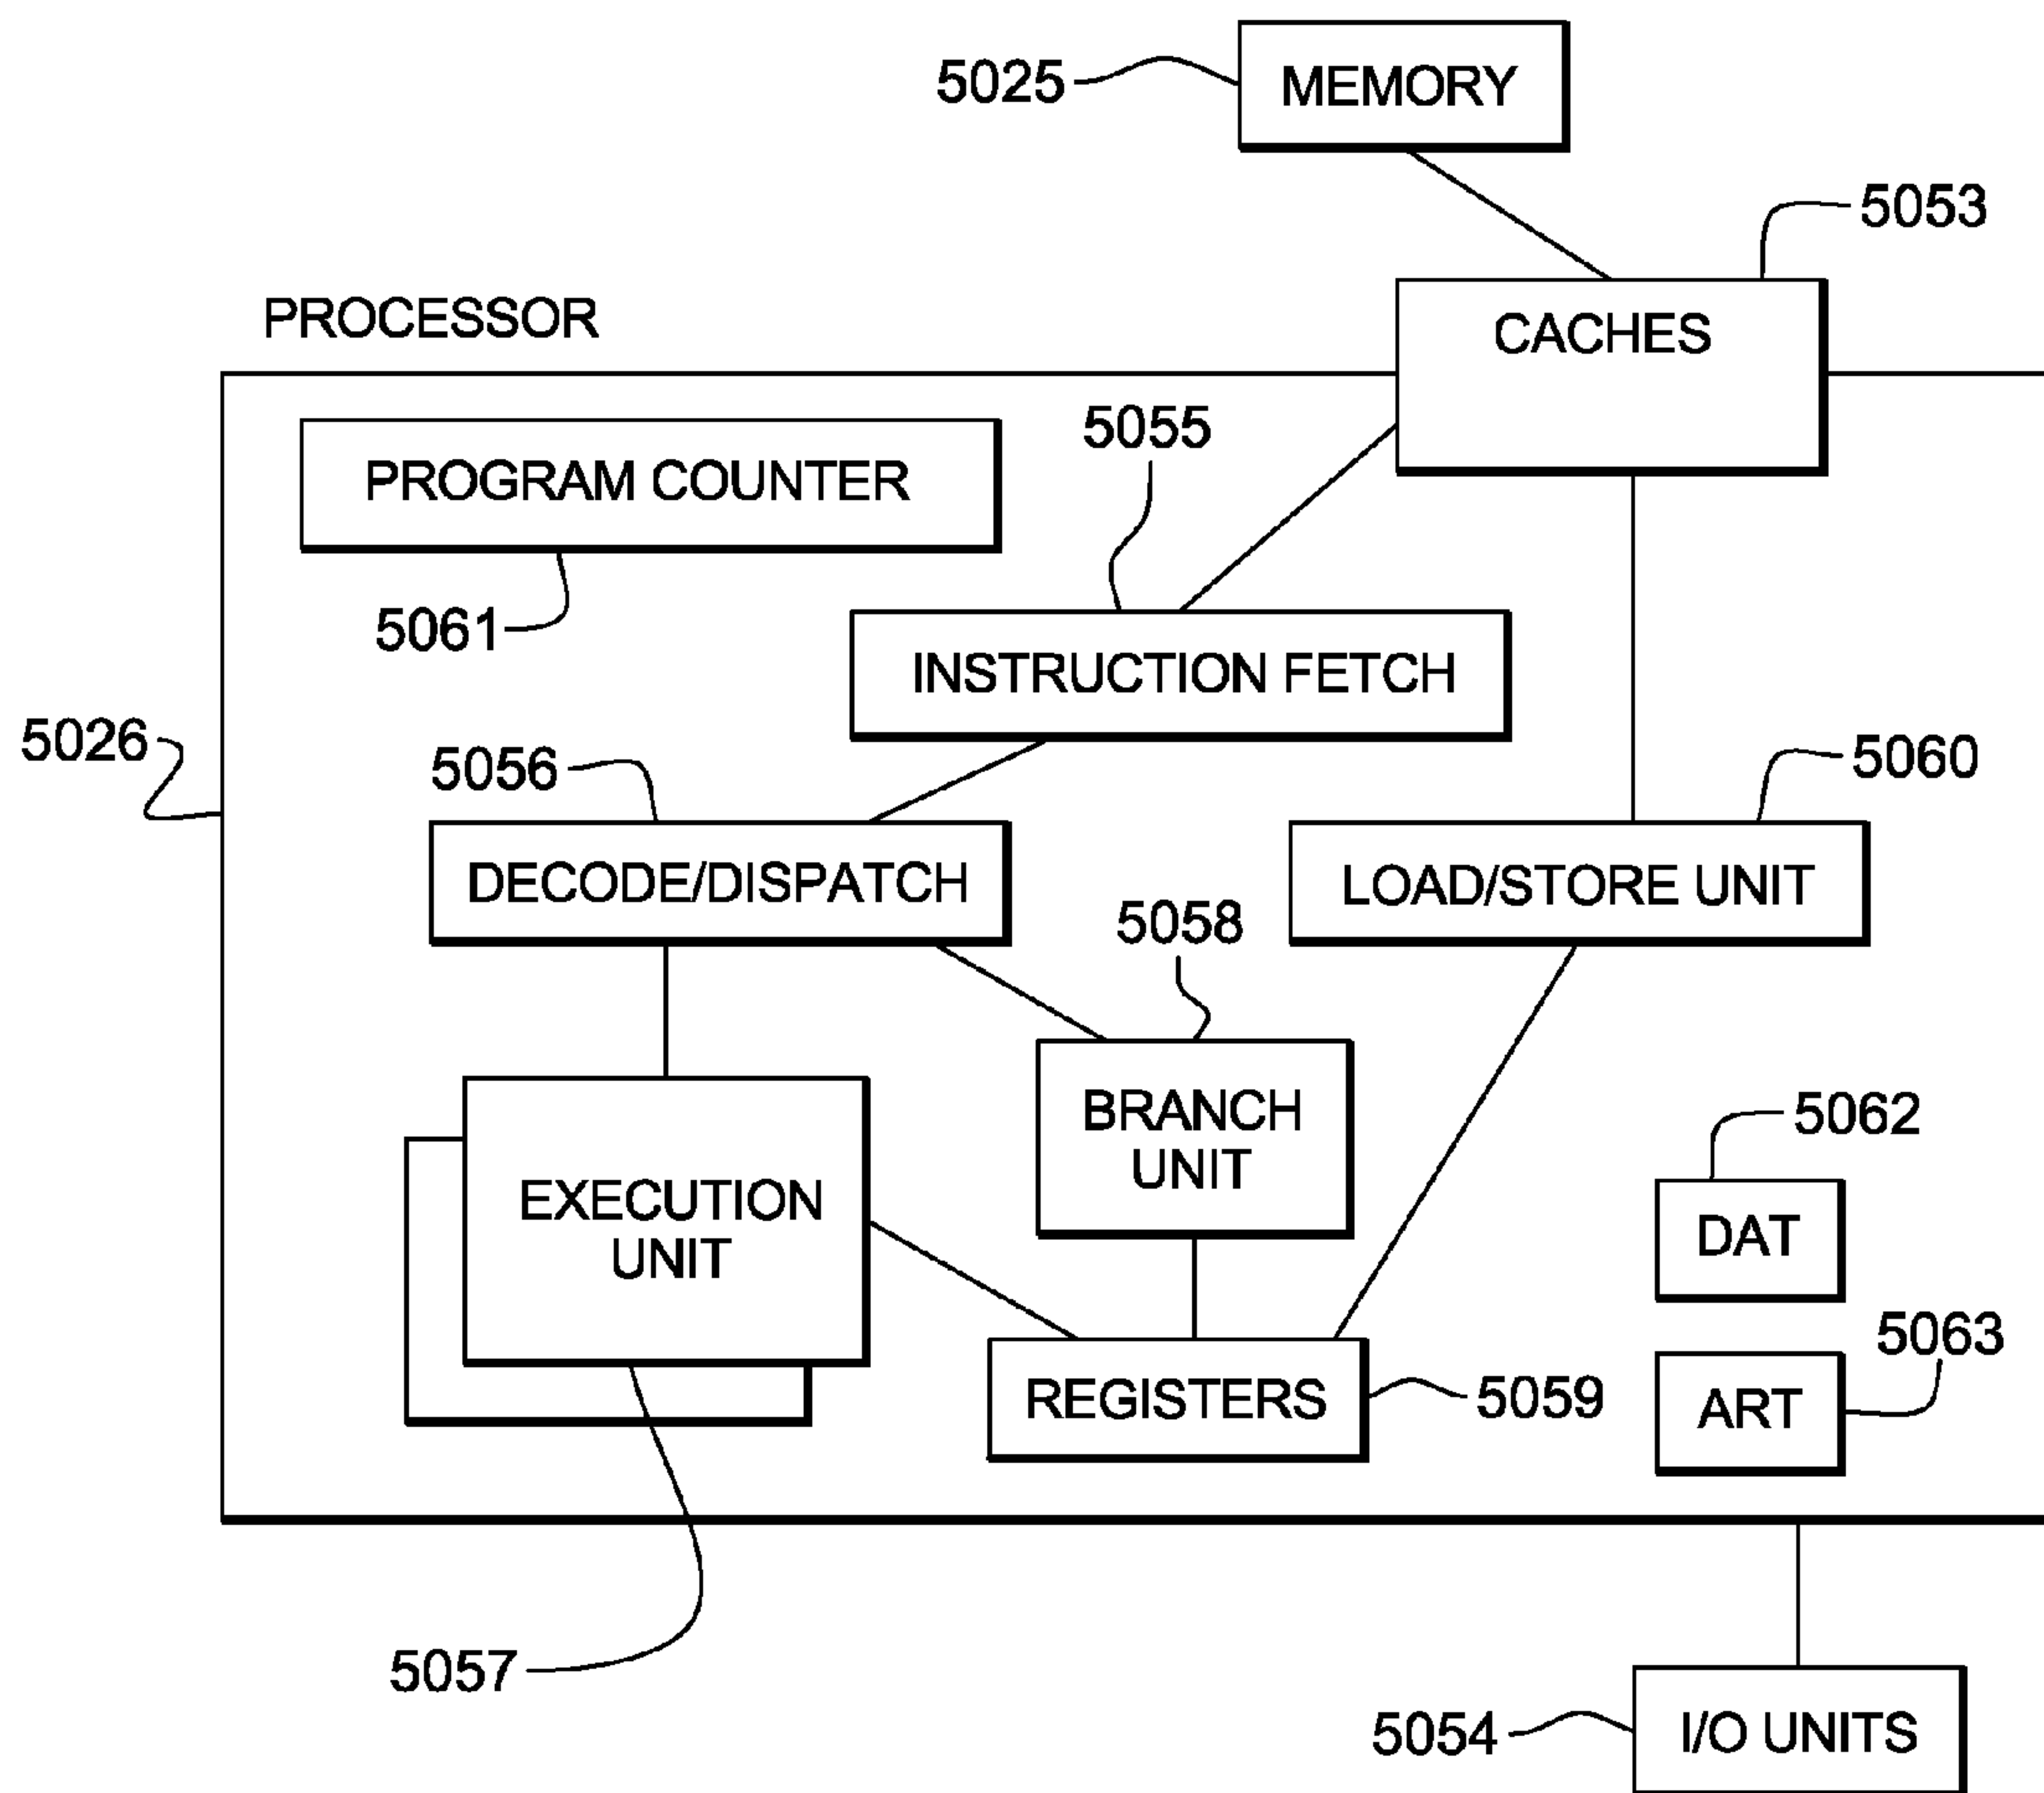 MEMORY
5025
5053
CACHES
PROCESSOR
5055
PROGRAM COUNTER
5061
INSTRUCTION FETCH
5026
5056
5060
DECODE/DISPATCH
LOAD/STORE UNIT
5058
BRANCH
UNIT
5062
EXECUTION
UNIT
DAT
5063
REGISTERS
5059
ART
5057
5054
I/O UNITS